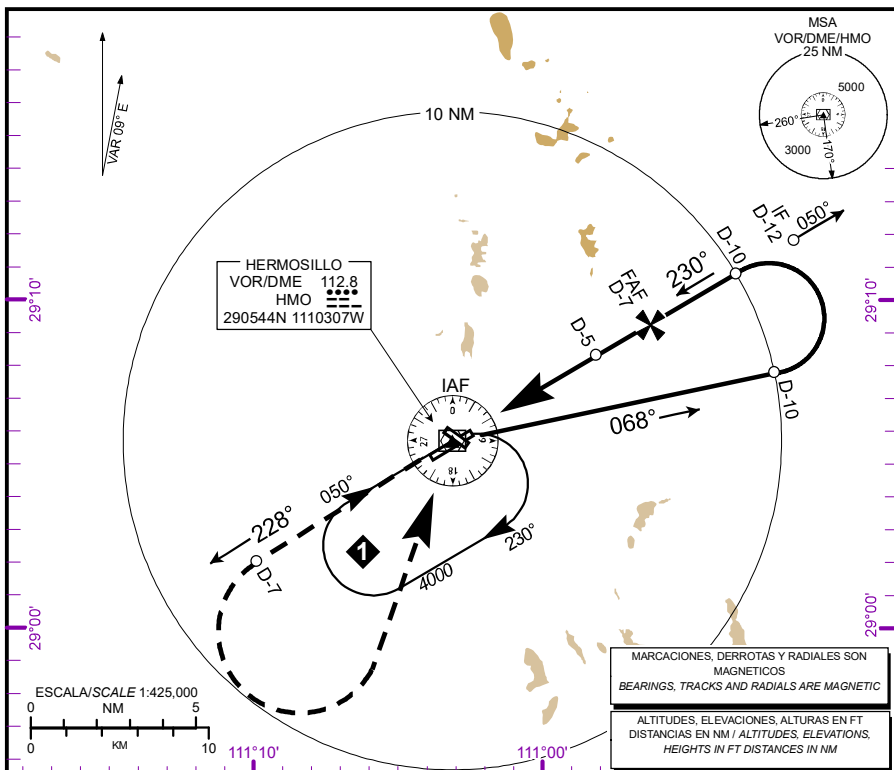 MSA
VOR/DME/HMO
25 NM
5000
260°
3000
170°
VAR 09° E
10 NM
IF
D-12
050°
D-10
230°
FAF
D-7
D-5
HERMOSILLO
VOR/DME 112.8
HMO
290544N 1110307W
29°10'
29°10'
IAF
0
9
18
27
D-10
068°
050°
228°
D-7
1
230°
4000
29°00'
29°00'
MARCACIONES, DERROTAS Y RADIALES SON
MAGNETICOS
BEARINGS, TRACKS AND RADIALS ARE MAGNETIC
ALTITUDES, ELEVACIONES, ALTURAS EN FT
DISTANCIAS EN NM / ALTITUDES, ELEVATIONS,
HEIGHTS IN FT DISTANCES IN NM
ESCALA/SCALE 1:425,000
0 NM 5
0 KM 10
111°10'
111°00'